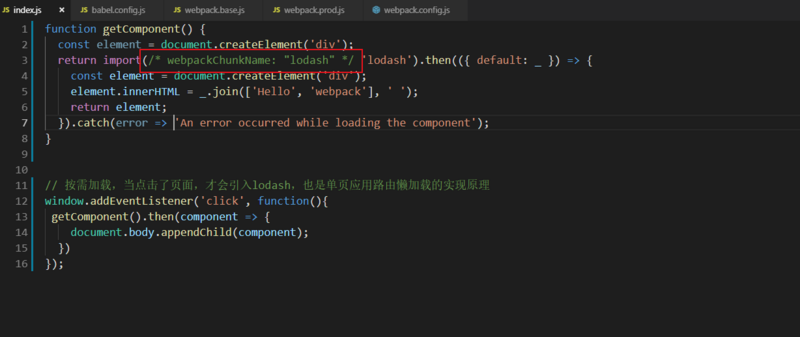 index.js × babel.config.js webpack.base.js webpack.prod.js webpack.config.js
1 function getComponent() {
2 const element = document.createElement('div');
3 return import(/* webpackChunkName: "lodash" */ 'lodash').then(({ default: _ }) => {
4 const element = document.createElement('div');
5 element.innerHTML = _.join(['Hello', 'webpack'], ' ');
6 return element;
7 }).catch(error => 'An error occurred while loading the component');
8 }
9
10
11 // 按需加载，当点击了页面，才会引入lodash，也是单页应用路由懒加载的实现原理
12 window.addEventListener('click', function(){
13 getComponent().then(component => {
14 document.body.appendChild(component);
15 })
16 });